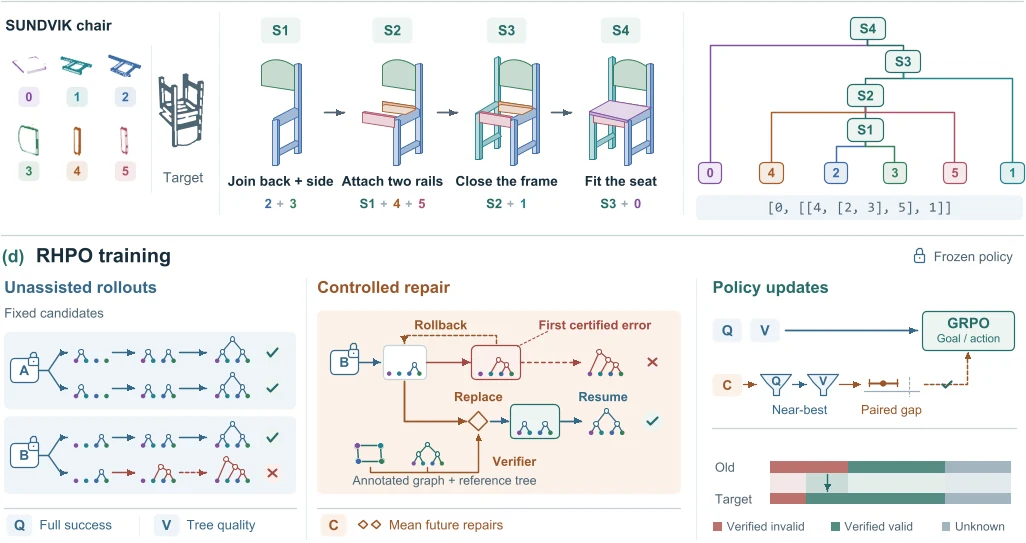 SUNDVIK chair
0
1
2
3
4
5
Target
S1
S2
S3
S4
Join back + side
Attach two rails
Close the frame
Fit the seat
2 + 3
S1 + 4 + 5
S2 + 1
S3 + 0
S4
S3
S2
S1
0
4
2
3
5
1
[0, [[4, [2, 3], 5], 1]]
(d) RHPO training
Frozen policy
Unassisted rollouts
Fixed candidates
A
B
Q Full success
V Tree quality
Controlled repair
Rollback
First certified error
B
Replace
Resume
Verifier
Annotated graph + reference tree
C Mean future repairs
Policy updates
Q V
GRPO
Goal / action
C
Q
V
Near-best
Paired gap
Old
Target
Verified invalid
Verified valid
Unknown